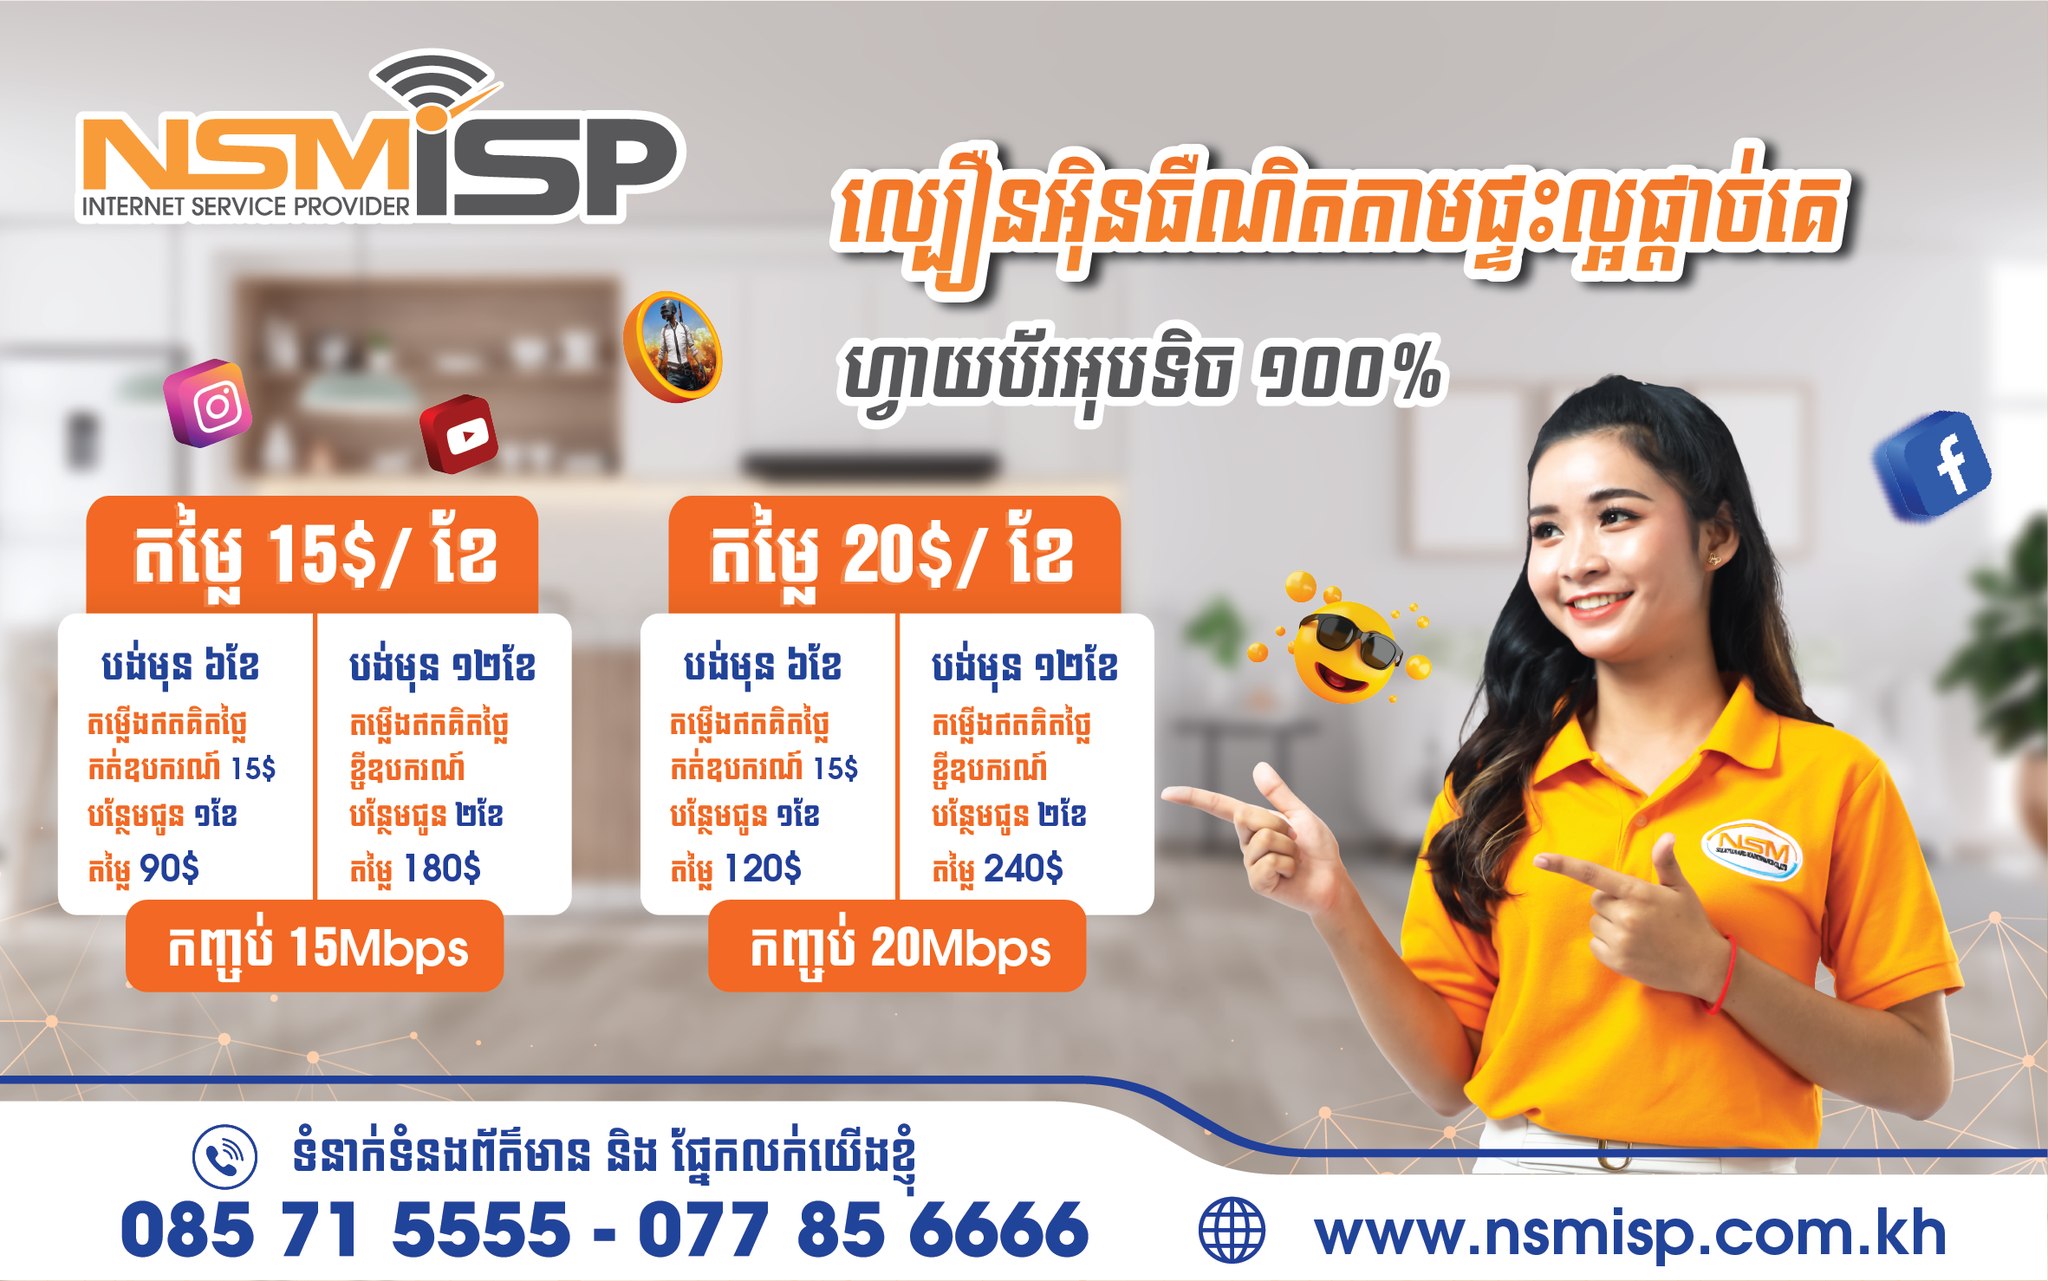 NSMiSP
INTERNET SERVICE PROVIDER
ល្បឿនអ៊ិនធឺណិតតាមផ្ទះល្អផ្តាច់គេ
ហ្វាយប័រអុបទិច ១០០%
តម្លៃ 15$/ ខែ
បង់មុន ៦ខែ
តម្លើងឥតគិតថ្លៃ
កត់ឧបករណ៍ 15$
បន្ថែមជូន ១ខែ
តម្លៃ 90$
បង់មុន ១២ខែ
តម្លើងឥតគិតថ្លៃ
ខ្ចីឧបករណ៍
បន្ថែមជូន ២ខែ
តម្លៃ 180$
កញ្ចប់ 15Mbps
តម្លៃ 20$/ ខែ
បង់មុន ៦ខែ
តម្លើងឥតគិតថ្លៃ
កត់ឧបករណ៍ 15$
បន្ថែមជូន ១ខែ
តម្លៃ 120$
បង់មុន ១២ខែ
តម្លើងឥតគិតថ្លៃ
ខ្ចីឧបករណ៍
បន្ថែមជូន ២ខែ
តម្លៃ 240$
កញ្ចប់ 20Mbps
NSM
ទំនាក់ទំនងព័ត៌មាន និង ផ្នែកលក់យើងខ្ញុំ
085 71 5555 - 077 85 6666
www.nsmisp.com.kh